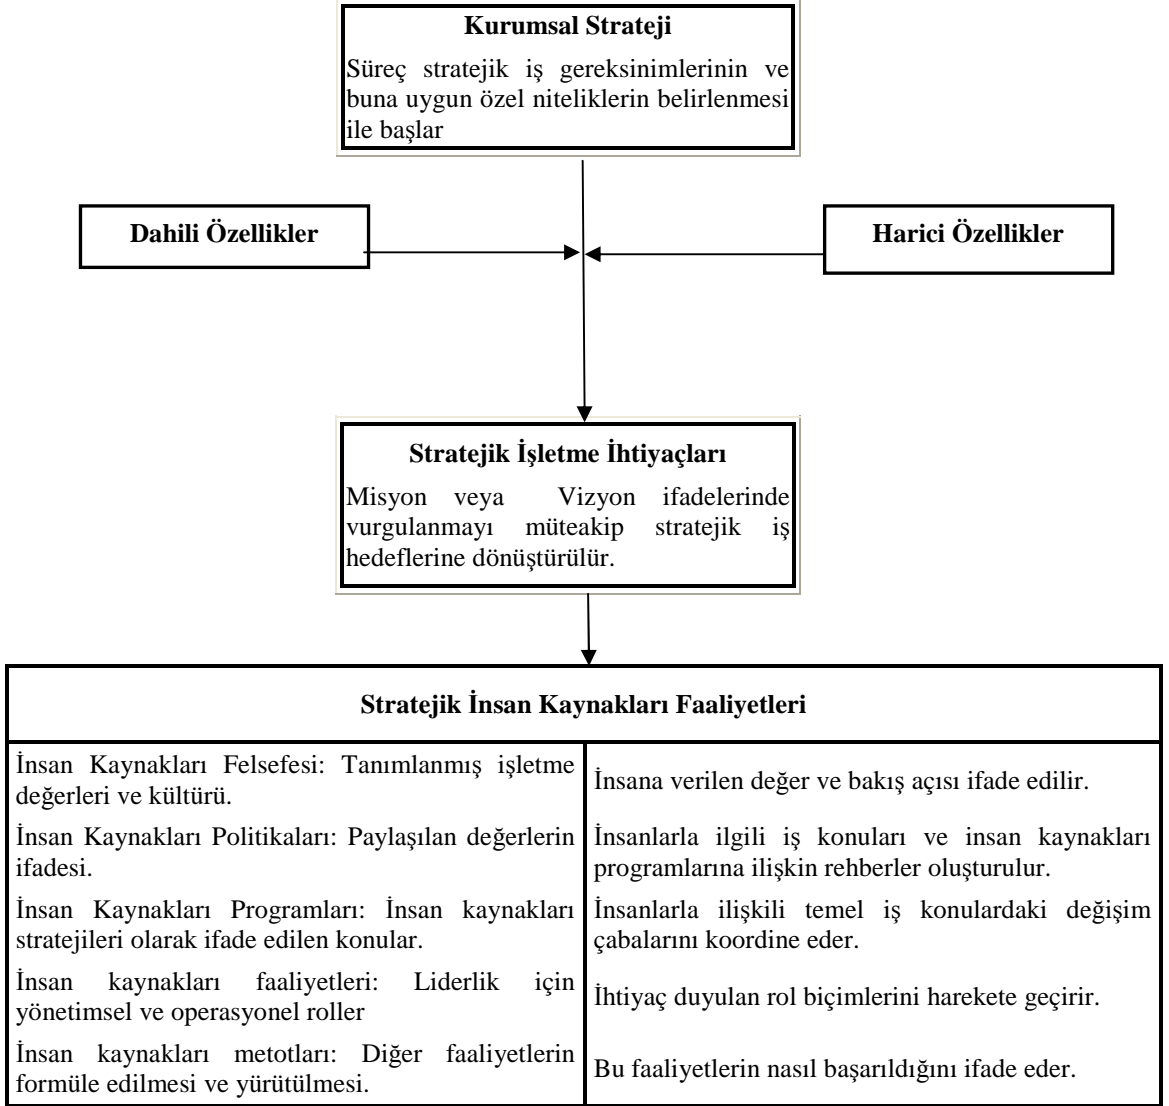 Kurumsal Strateji
Süreç stratejik iş gereksinimlerinin ve
buna uygun özel niteliklerin belirlenmesi
ile başlar
Dahili Özellikler
Harici Özellikler
Stratejik İşletme İhtiyaçları
Misyon veya Vizyon ifadelerinde
vurgulanmayı müteakip stratejik iş
hedeflerine dönüştürülür.
Stratejik İnsan Kaynakları Faaliyetleri
İnsan Kaynakları Felsefesi: Tanımlanmış işletme
değerleri ve kültürü.
İnsana verilen değer ve bakış açısı ifade edilir.
İnsan Kaynakları Politikaları: Paylaşılan değerlerin
ifadesi.
İnsanlarla ilgili iş konuları ve insan kaynakları
programlarına ilişkin rehberler oluşturulur.
İnsan Kaynakları Programları: İnsan kaynakları
stratejileri olarak ifade edilen konular.
İnsanlarla ilişkili temel iş konulardaki değişim
çabalarını koordine eder.
İnsan kaynakları faaliyetleri: Liderlik için
yönetimsel ve operasyonel roller
İhtiyaç duyulan rol biçimlerini harekete geçirir.
İnsan kaynakları metotları: Diğer faaliyetlerin
formüle edilmesi ve yürütülmesi.
Bu faaliyetlerin nasıl başarıldığını ifade eder.